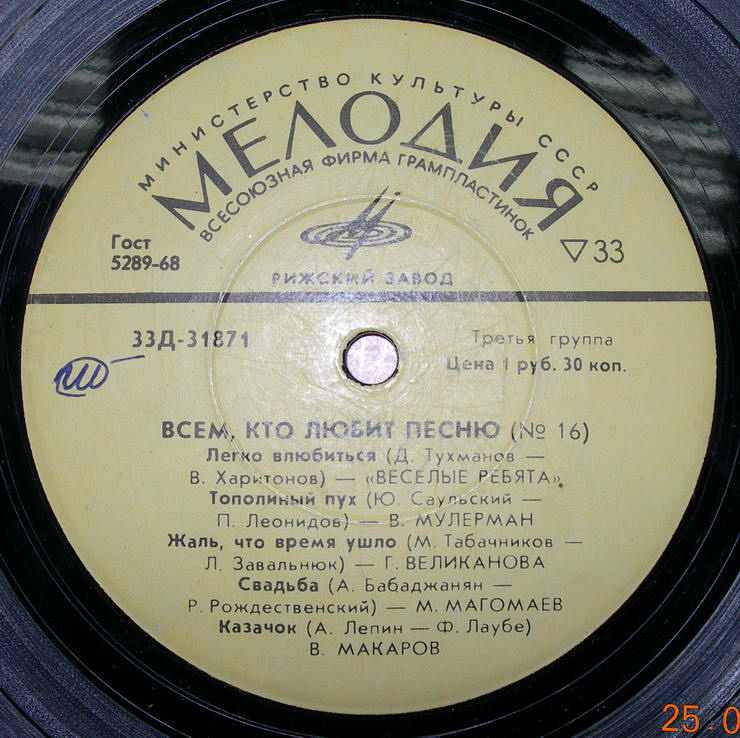 МИНИСТЕРСТВО КУЛЬТУРЫ СССР
МЕЛОДИЯ
ВСЕСОЮЗНАЯ ФИРМА ГРАМПЛАСТИНОК
Гост
5289-68
▽33
РИЖСКИЙ ЗАВОД
33Д-31871
Третья группа
Цена 1 руб. 30 коп.
ВСЕМ, КТО ЛЮБИТ ПЕСНЮ (№ 16)
Легко влюбиться (Д. Тухманов —
В. Харитонов) — «ВЕСЕЛЫЕ РЕБЯТА»
Тополиный пух (Ю. Саульский —
П. Леонидов) — В. МУЛЕРМАН
Жаль, что время ушло (М. Табачников —
Л. Завальнюк) — Г. ВЕЛИКАНОВА
Свадьба (А. Бабаджанян —
Р. Рождественский) — М. МАГОМАЕВ
Казачок (А. Лепин — Ф. Лаубе)
В. МАКАРОВ
25.0